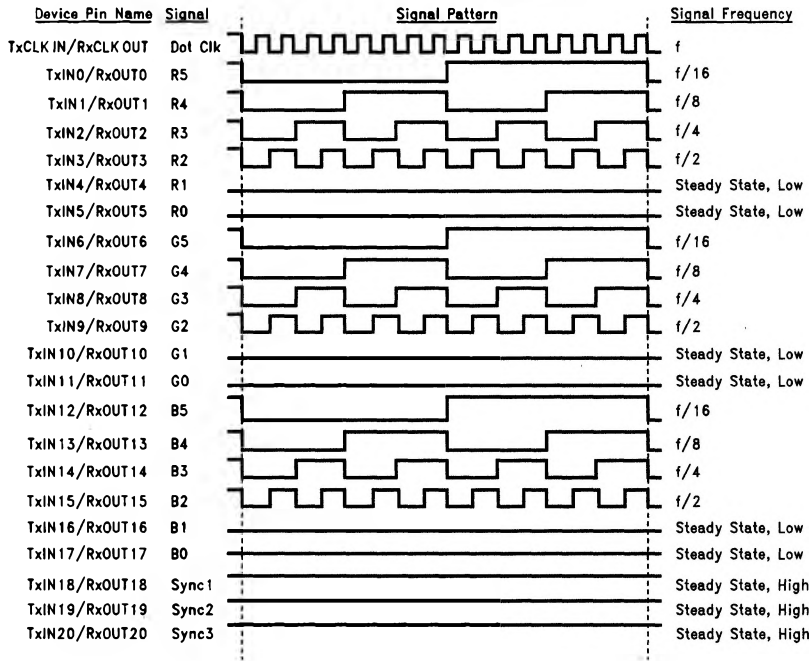 Device Pin Name Signal Signal Pattern Signal Frequency
TxCLK IN/RxCLK OUT Dot Clk f
TxIN0/RxOUT0 R5 f/16
TxIN1/RxOUT1 R4 f/8
TxIN2/RxOUT2 R3 f/4
TxIN3/RxOUT3 R2 f/2
TxIN4/RxOUT4 R1 Steady State, Low
TxIN5/RxOUT5 R0 Steady State, Low
TxIN6/RxOUT6 G5 f/16
TxIN7/RxOUT7 G4 f/8
TxIN8/RxOUT8 G3 f/4
TxIN9/RxOUT9 G2 f/2
TxIN10/RxOUT10 G1 Steady State, Low
TxIN11/RxOUT11 G0 Steady State, Low
TxIN12/RxOUT12 B5 f/16
TxIN13/RxOUT13 B4 f/8
TxIN14/RxOUT14 B3 f/4
TxIN15/RxOUT15 B2 f/2
TxIN16/RxOUT16 B1 Steady State, Low
TxIN17/RxOUT17 B0 Steady State, Low
TxIN18/RxOUT18 Sync1 Steady State, High
TxIN19/RxOUT19 Sync2 Steady State, High
TxIN20/RxOUT20 Sync3 Steady State, High